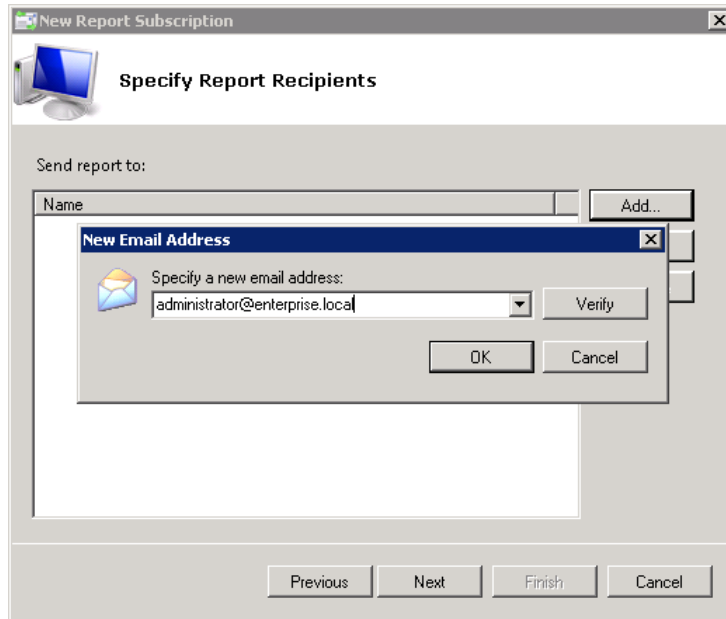 New Report Subscription
Specify Report Recipients
Send report to:
Name
Add...
New Email Address
Specify a new email address:
administrator@enterprise.local
Verify
OK
Cancel
Previous
Next
Finish
Cancel